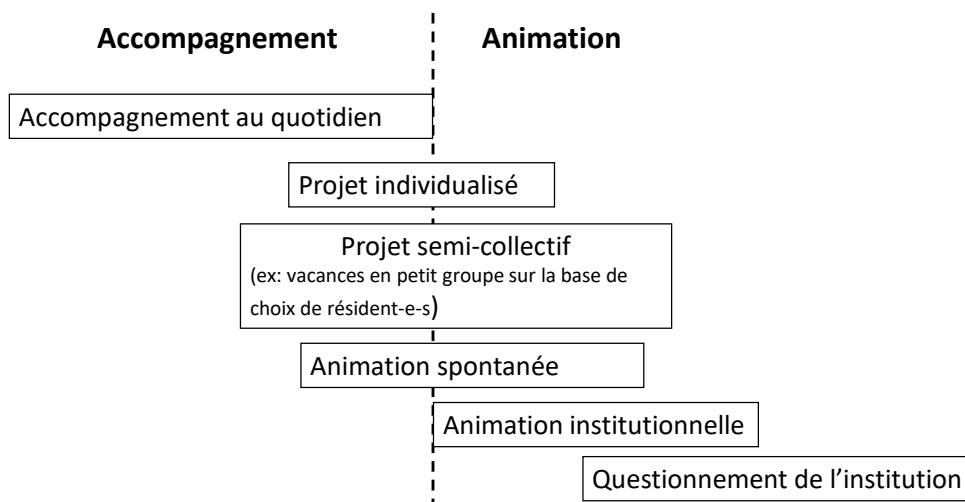 Accompagnement Animation
Accompagnement au quotidien
Projet individualisé
Projet semi-collectif
(ex: vacances en petit groupe sur la base de
choix de résident-e-s)
Animation spontanée
Animation institutionnelle
Questionnement de l’institution